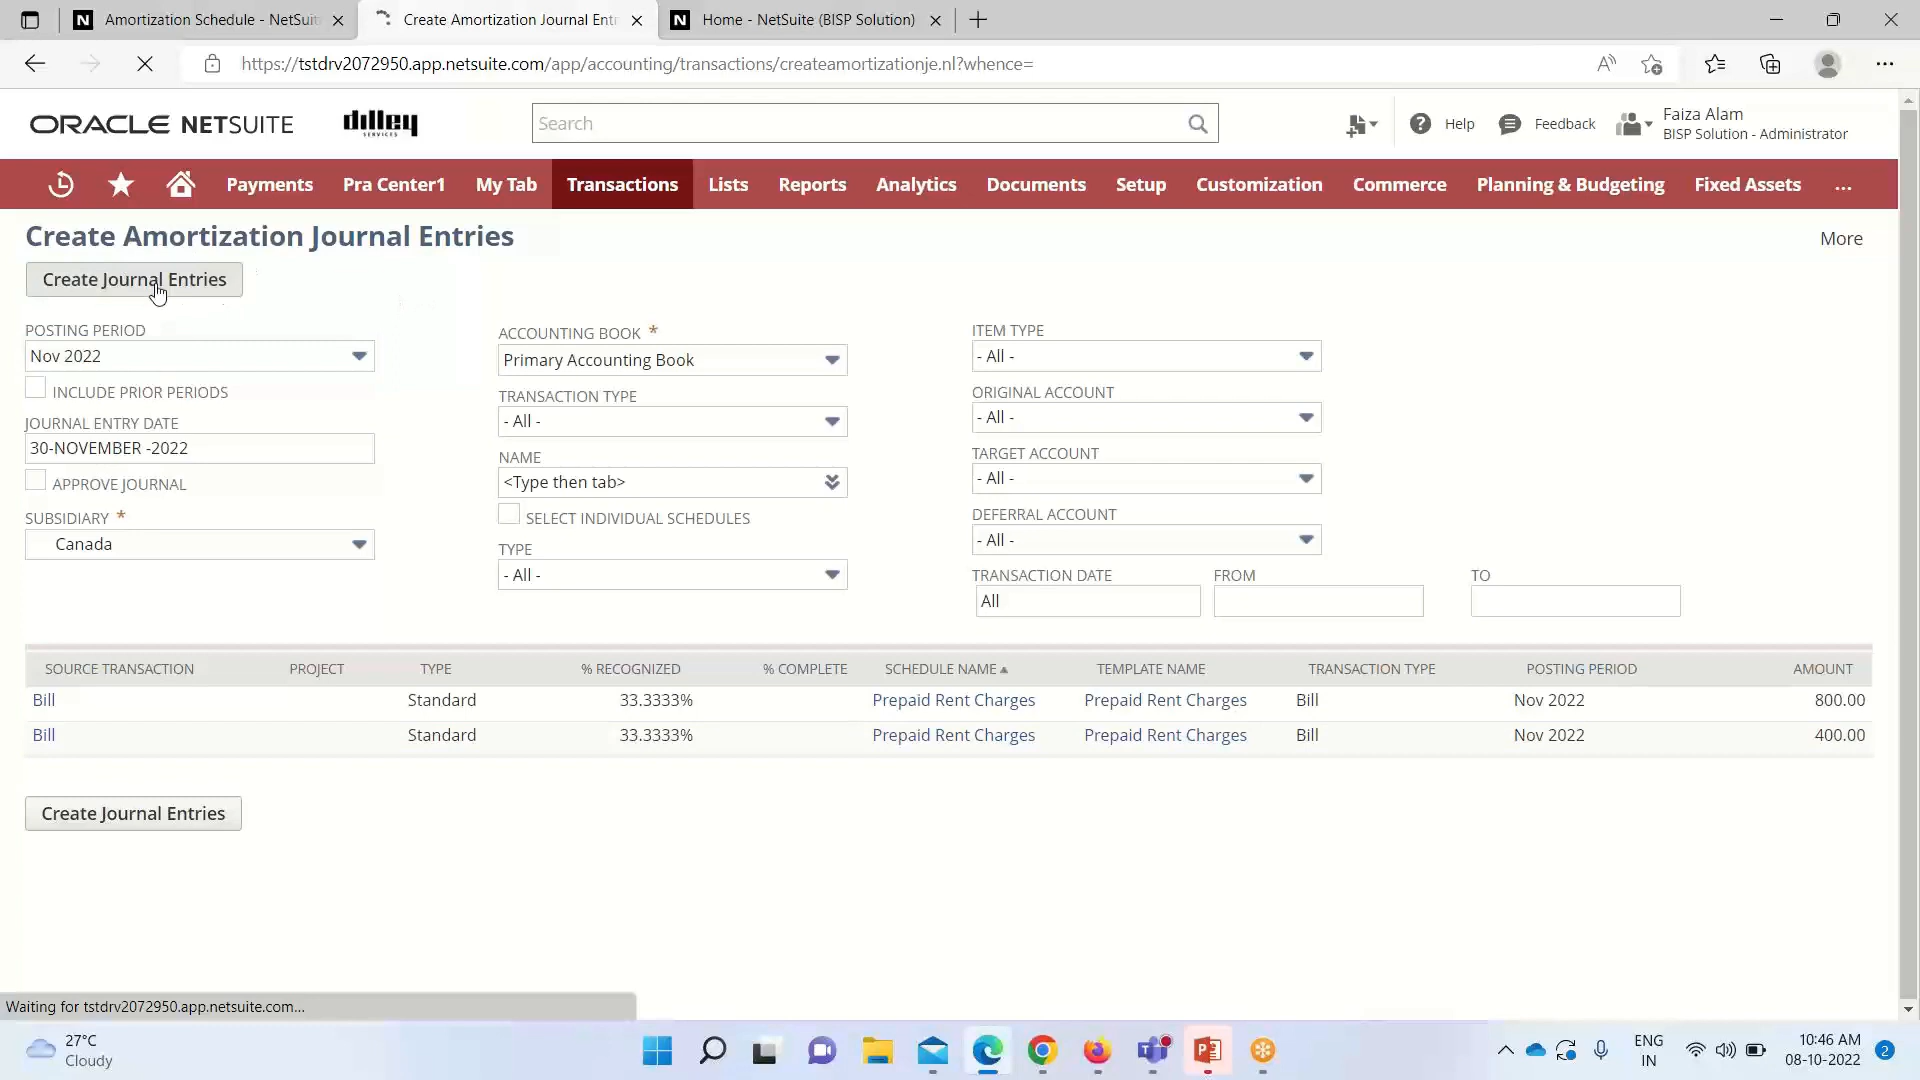 Amortization Schedule - NetSuit
Create Amortization Journal Entr
N Home - NetSuite (BISP Solution)
https://tstdrv2072950.app.netsuite.com/app/accounting/transactions/createamortizationje.nl?whence=
ORACLE NETSUITE
dilley
SERVICES
Search
Help
Feedback
Faiza Alam
BISP Solution - Administrator
Payments Pra Center1 My Tab Transactions Lists Reports Analytics Documents Setup Customization Commerce Planning & Budgeting Fixed Assets ...
Create Amortization Journal Entries
More
Create Journal Entries
POSTING PERIOD
Nov 2022
INCLUDE PRIOR PERIODS
JOURNAL ENTRY DATE
30-NOVEMBER -2022
APPROVE JOURNAL
SUBSIDIARY *
Canada
ACCOUNTING BOOK *
Primary Accounting Book
TRANSACTION TYPE
- All -
NAME
<Type then tab>
SELECT INDIVIDUAL SCHEDULES
TYPE
- All -
ITEM TYPE
- All -
ORIGINAL ACCOUNT
- All -
TARGET ACCOUNT
- All -
DEFERRAL ACCOUNT
- All -
TRANSACTION DATE FROM TO
All
SOURCE TRANSACTION PROJECT TYPE % RECOGNIZED % COMPLETE SCHEDULE NAME TEMPLATE NAME TRANSACTION TYPE POSTING PERIOD AMOUNT
Bill Standard 33.3333% Prepaid Rent Charges Prepaid Rent Charges Bill Nov 2022 800.00
Bill Standard 33.3333% Prepaid Rent Charges Prepaid Rent Charges Bill Nov 2022 400.00
Create Journal Entries
Waiting for tstdrv2072950.app.netsuite.com...
27°C
Cloudy
ENG
IN
10:46 AM
08-10-2022
2